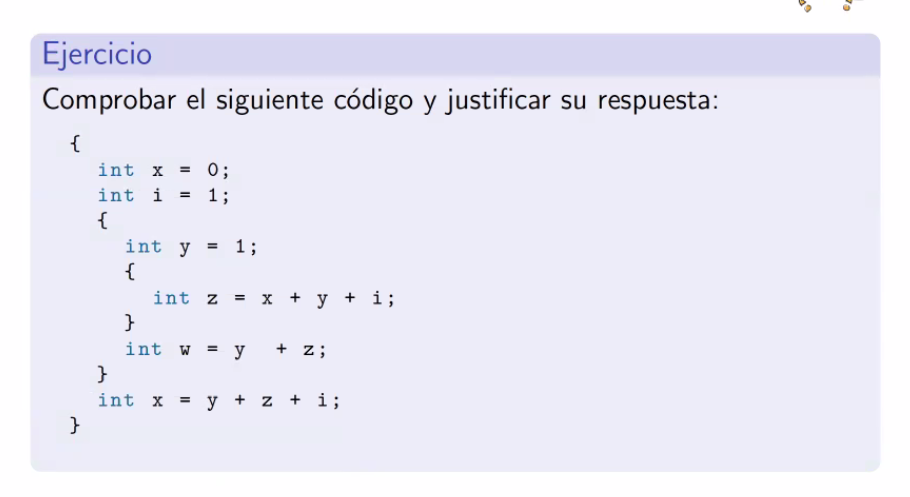 Ejercicio
Comprobar el siguiente código y justificar su respuesta:
{
int x = 0;
int i = 1;
{
int y = 1;
{
int z = x + y + i;
}
int w = y  + z;
}
int x = y + z + i;
}